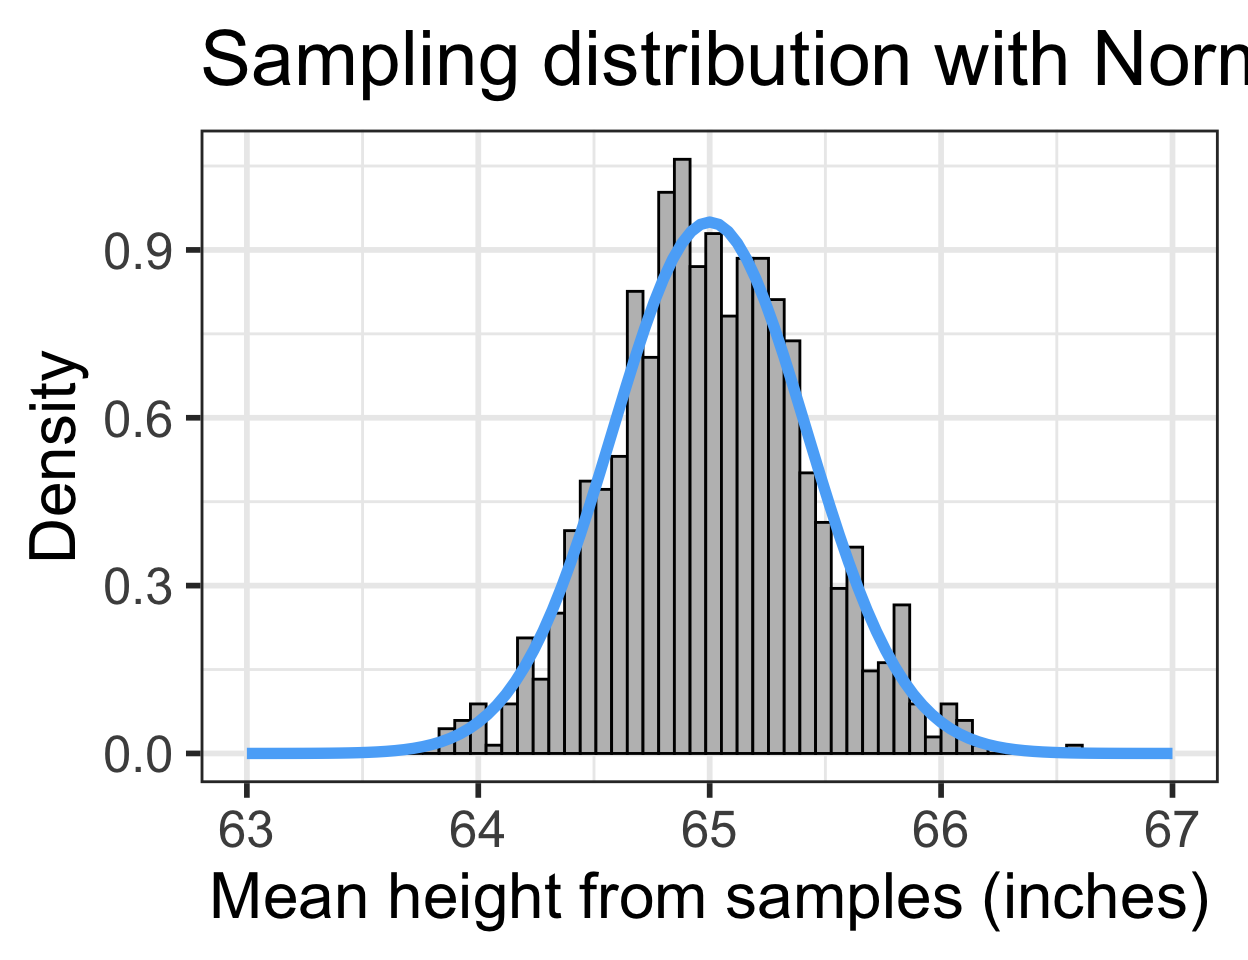 Sampling distribution with
0.9
0.6
0.3
0.0
Density
63 64 65 66 67
Mean height from samples (inches)